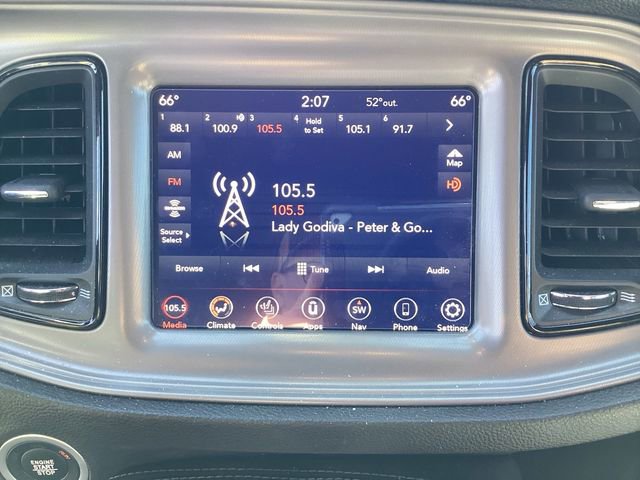 66° 2:07 52° out. 66°
1 88.1 2 100.9 3 105.5 4 Hold to Set 5 105.1 6 91.7
AM
FM
Source Select
Map
HD
105.5
105.5
Lady Godiva - Peter & Go...
Browse Tune Audio
105.5 SW
Media Climate Controls Apps Nav Phone Settings
ENGINE
START
STOP